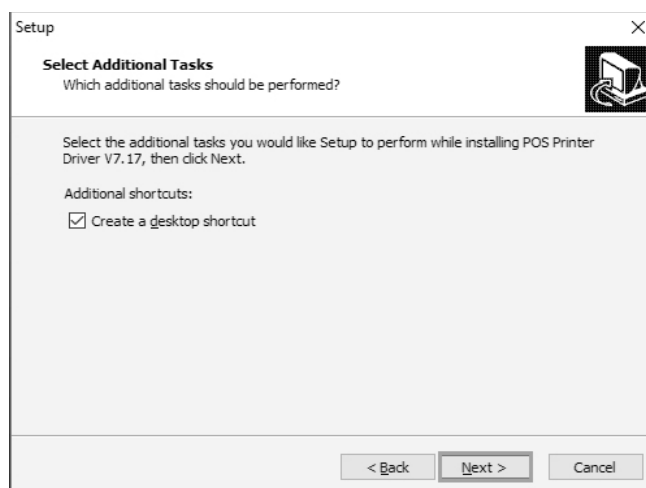 Setup
Select Additional Tasks
Which additional tasks should be performed?
Select the additional tasks you would like Setup to perform while installing POS Printer
Driver V7.17, then click Next.
Additional shortcuts:
Create a desktop shortcut
< Back
Next >
Cancel